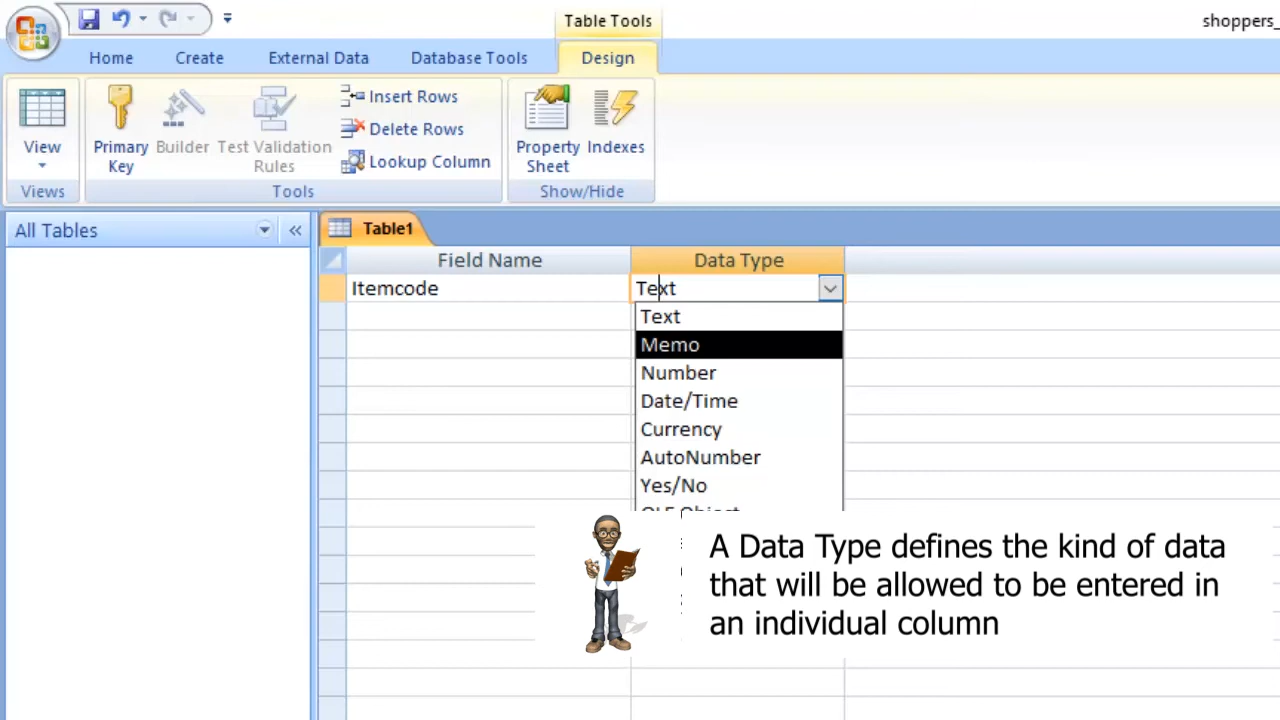 Table Tools
shoppers_
Home Create External Data Database Tools Design
View
Primary Key
Builder
Test Validation Rules
Insert Rows
Delete Rows
Lookup Column
Property Sheet
Indexes
Views Tools Show/Hide
All Tables
Table1
Field Name Data Type
Itemcode Text
Text
Memo
Number
Date/Time
Currency
AutoNumber
Yes/No
OLE Object
A Data Type defines the kind of data
that will be allowed to be entered in
an individual column